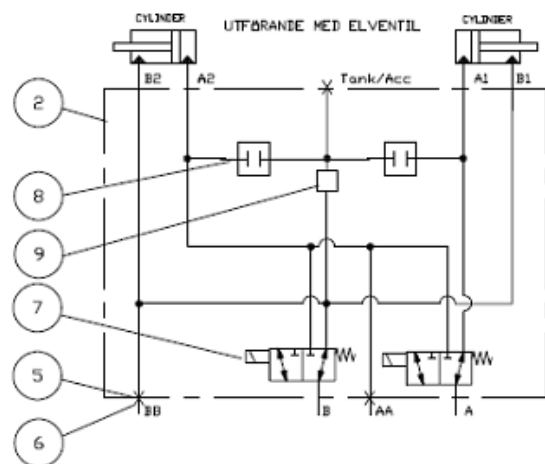 CYLINDER
UTFÖRANDE MED ELVENTIL
CYLINDER
B2
A2
Tank/Acc
A1
B1
2
8
9
7
5
6
BB
B
AA
A